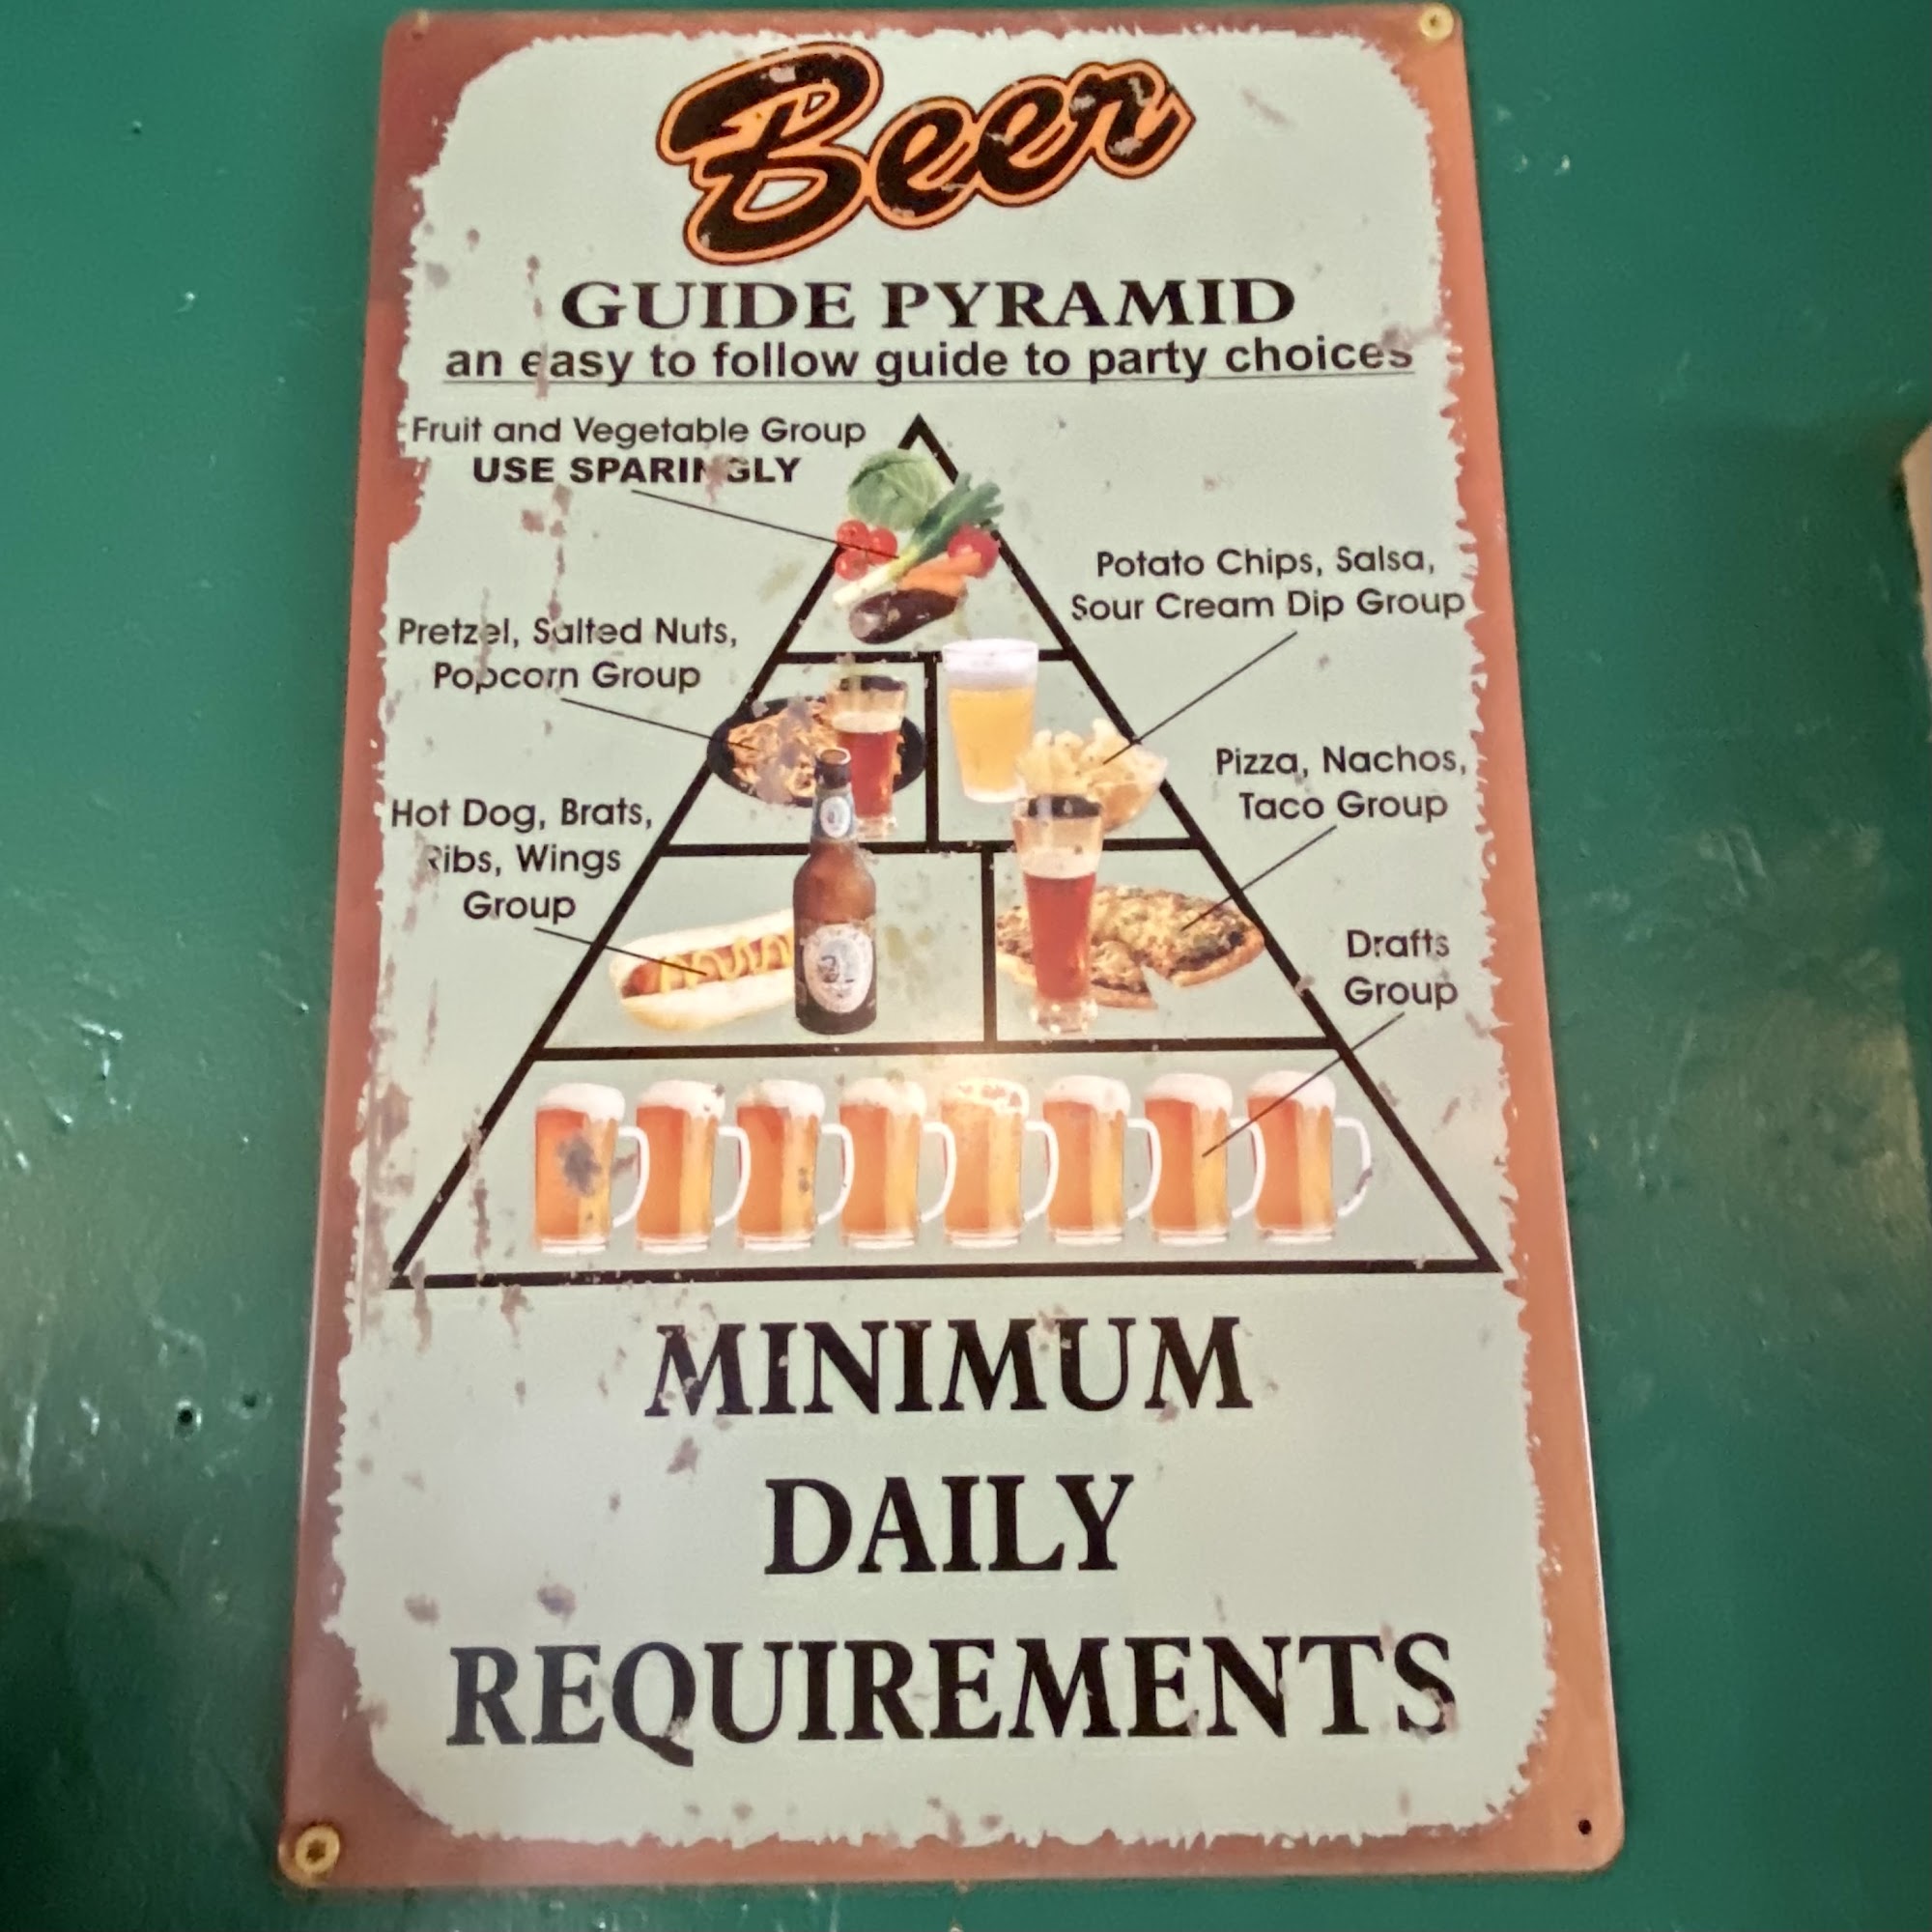 Beer
GUIDE PYRAMID
an easy to follow guide to party choices
Fruit and Vegetable Group
USE SPARINGLY
Potato Chips, Salsa,
Sour Cream Dip Group
Pretzel, Salted Nuts,
Popcorn Group
Pizza, Nachos,
Taco Group
Hot Dog, Brats,
Ribs, Wings
Group
Drafts
Group
MINIMUM
DAILY
REQUIREMENTS